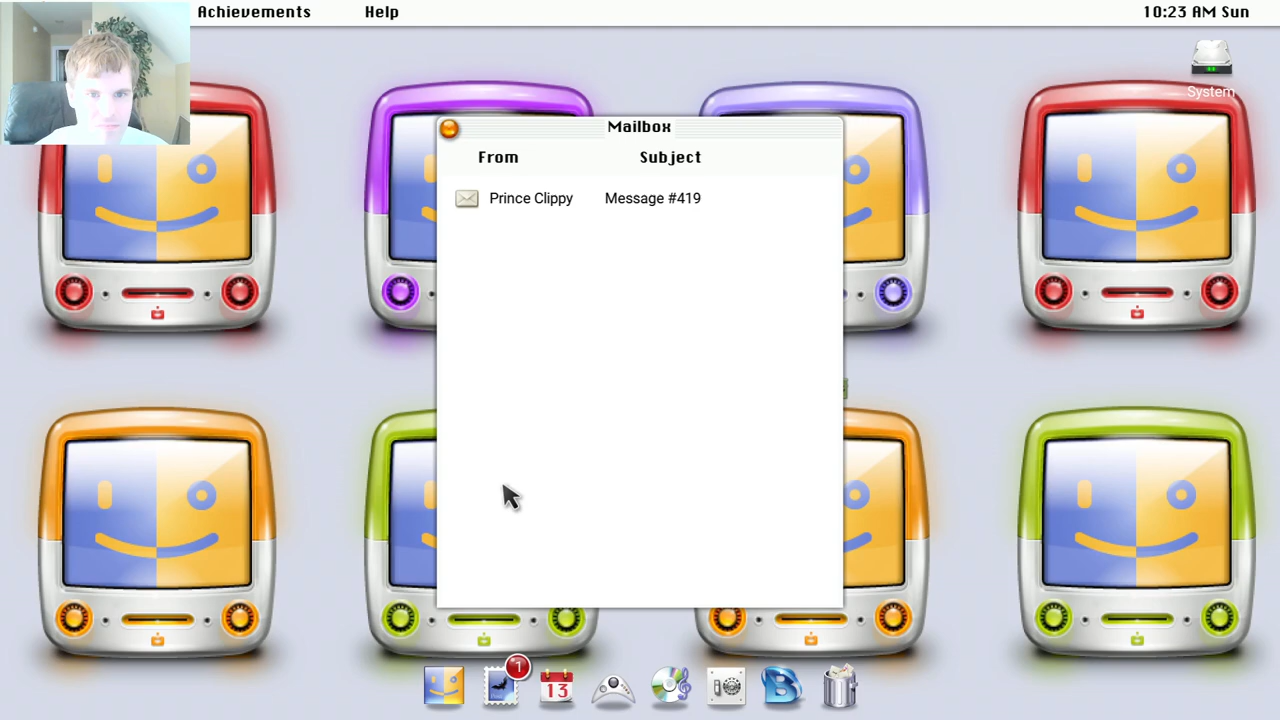 Achievements Help 10:23 AM Sun
System
Mailbox
From Subject
Prince Clippy Message #419
1
13
B